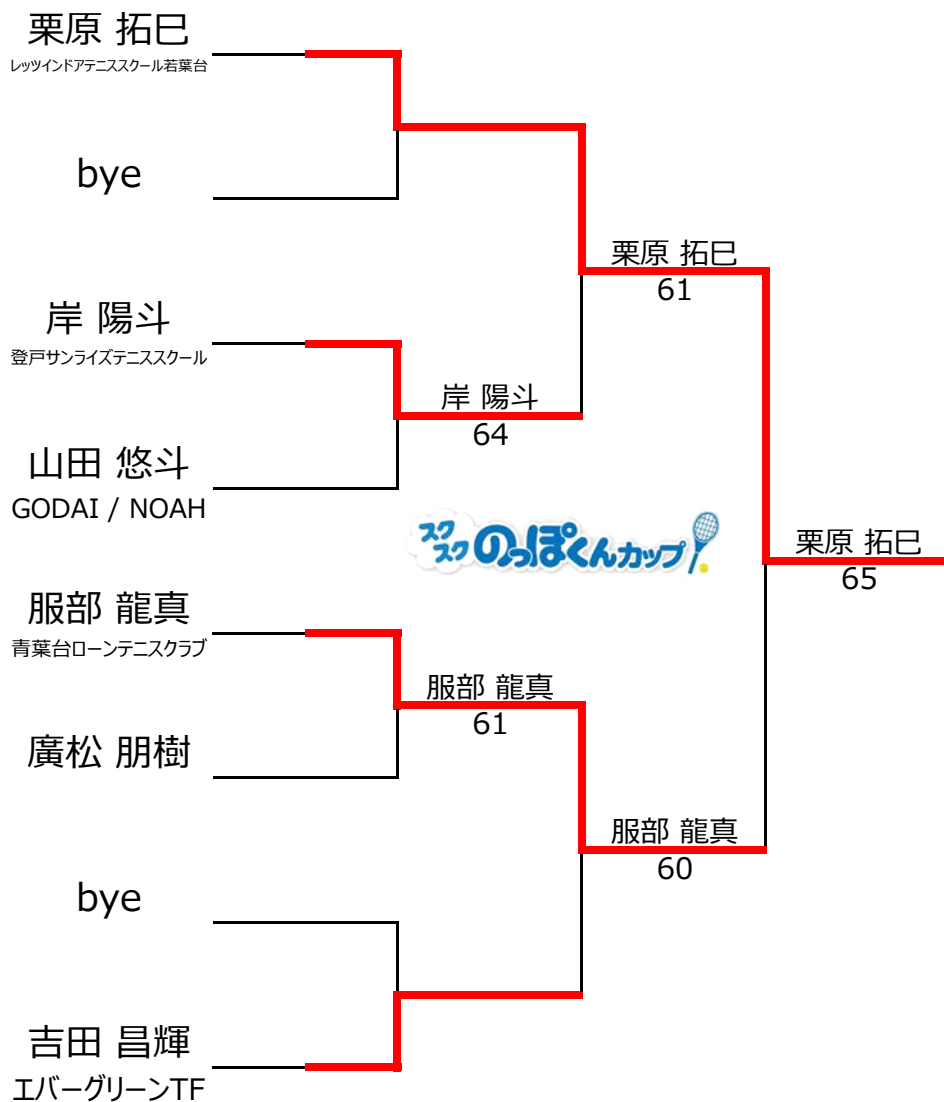 栗原 拓巳
レッツインドアテニススクール若葉台
bye
栗原 拓巳
61
岸 陽斗
登戸サンライズテニススクール
岸 陽斗
64
山田 悠斗
GODAI / NOAH
スクスク のっぽくんカップ
栗原 拓巳
65
服部 龍真
青葉台ローンテニスクラブ
服部 龍真
61
廣松 朋樹
服部 龍真
60
bye
吉田 昌輝
エバーグリーンTF